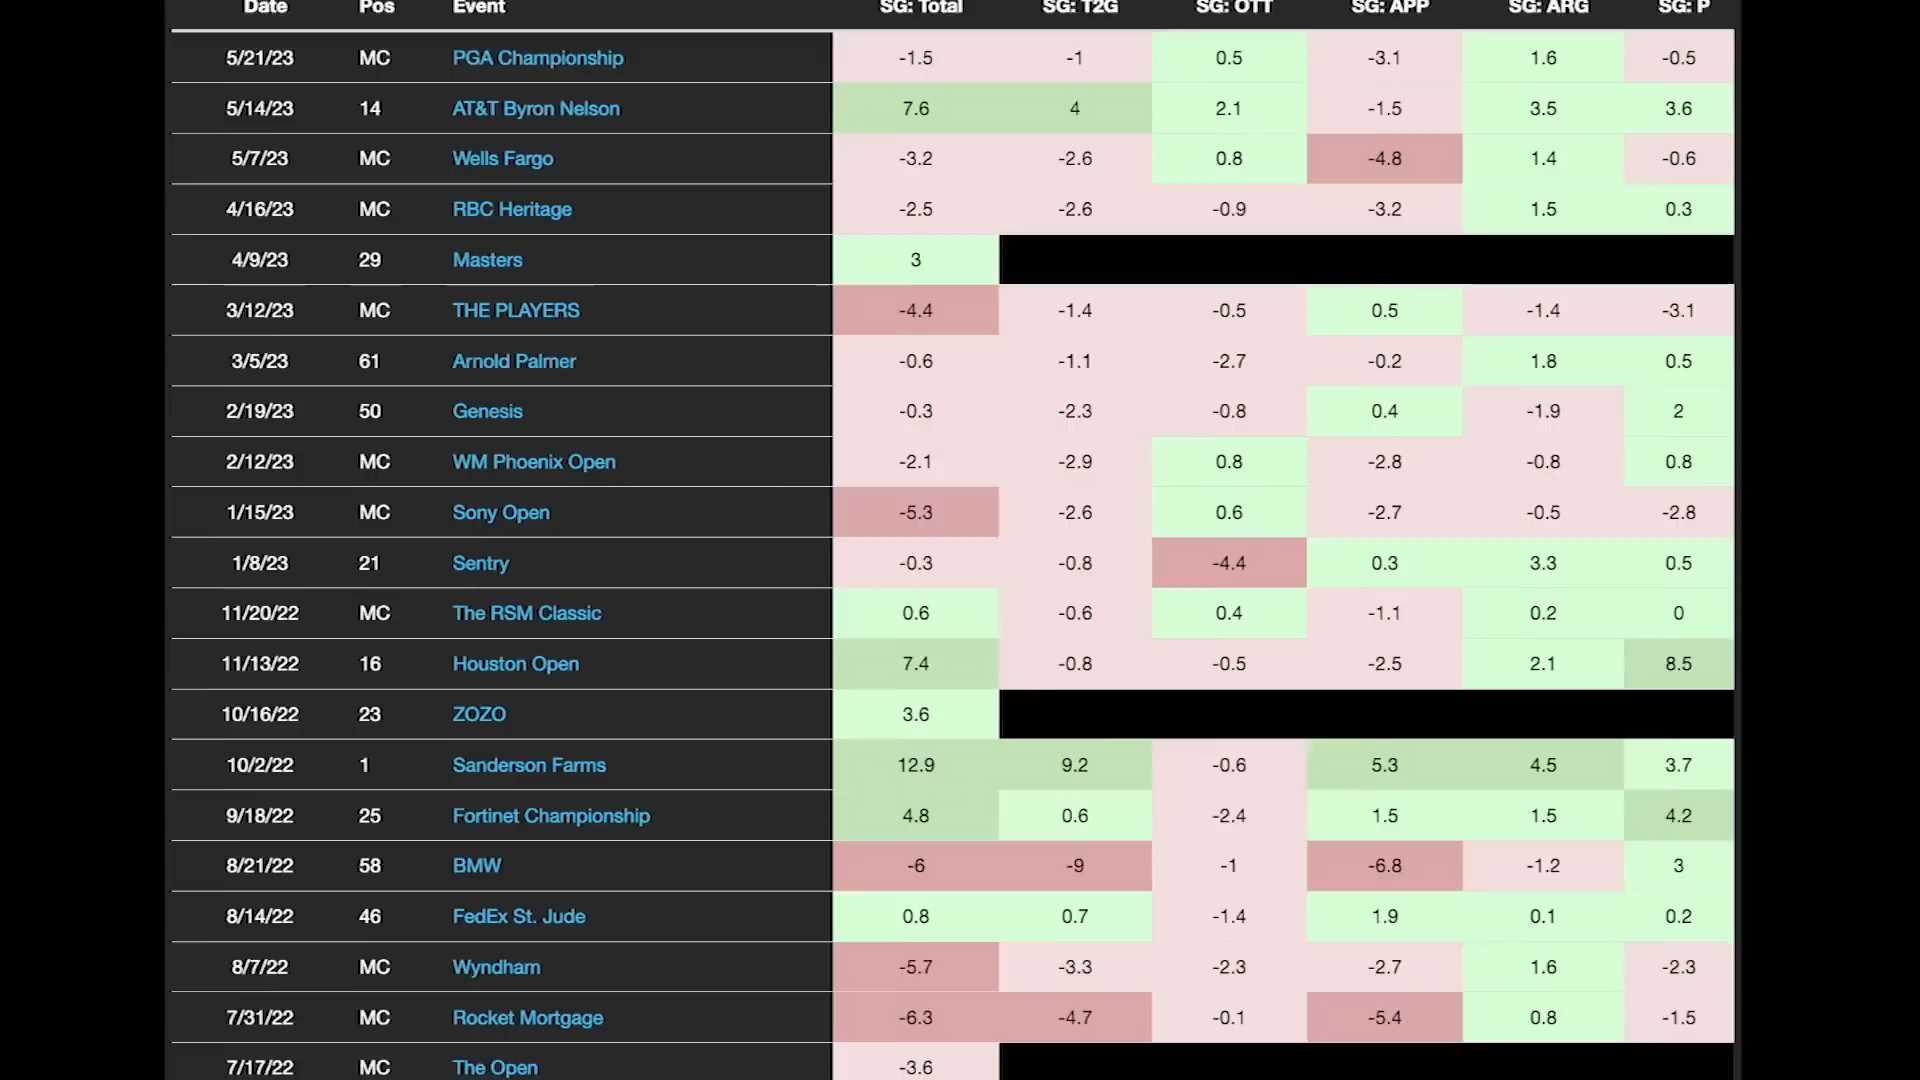 Date Pos Event SG: Total SG: T2G SG: OTT SG: APP SG: ARG SG: P
5/21/23 MC PGA Championship -1.5 -1 0.5 -3.1 1.6 -0.5
5/14/23 14 AT&T Byron Nelson 7.6 4 2.1 -1.5 3.5 3.6
5/7/23 MC Wells Fargo -3.2 -2.6 0.8 -4.8 1.4 -0.6
4/16/23 MC RBC Heritage -2.5 -2.6 -0.9 -3.2 1.5 0.3
4/9/23 29 Masters 3
3/12/23 MC THE PLAYERS -4.4 -1.4 -0.5 0.5 -1.4 -3.1
3/5/23 61 Arnold Palmer -0.6 -1.1 -2.7 -0.2 1.8 0.5
2/19/23 50 Genesis -0.3 -2.3 -0.8 0.4 -1.9 2
2/12/23 MC WM Phoenix Open -2.1 -2.9 0.8 -2.8 -0.8 0.8
1/15/23 MC Sony Open -5.3 -2.6 0.6 -2.7 -0.5 -2.8
1/8/23 21 Sentry -0.3 -0.8 -4.4 0.3 3.3 0.5
11/20/22 MC The RSM Classic 0.6 -0.6 0.4 -1.1 0.2 0
11/13/22 16 Houston Open 7.4 -0.8 -0.5 -2.5 2.1 8.5
10/16/22 23 ZOZO 3.6
10/2/22 1 Sanderson Farms 12.9 9.2 -0.6 5.3 4.5 3.7
9/18/22 25 Fortinet Championship 4.8 0.6 -2.4 1.5 1.5 4.2
8/21/22 58 BMW -6 -9 -1 -6.8 -1.2 3
8/14/22 46 FedEx St. Jude 0.8 0.7 -1.4 1.9 0.1 0.2
8/7/22 MC Wyndham -5.7 -3.3 -2.3 -2.7 1.6 -2.3
7/31/22 MC Rocket Mortgage -6.3 -4.7 -0.1 -5.4 0.8 -1.5
7/17/22 MC The Open -3.6